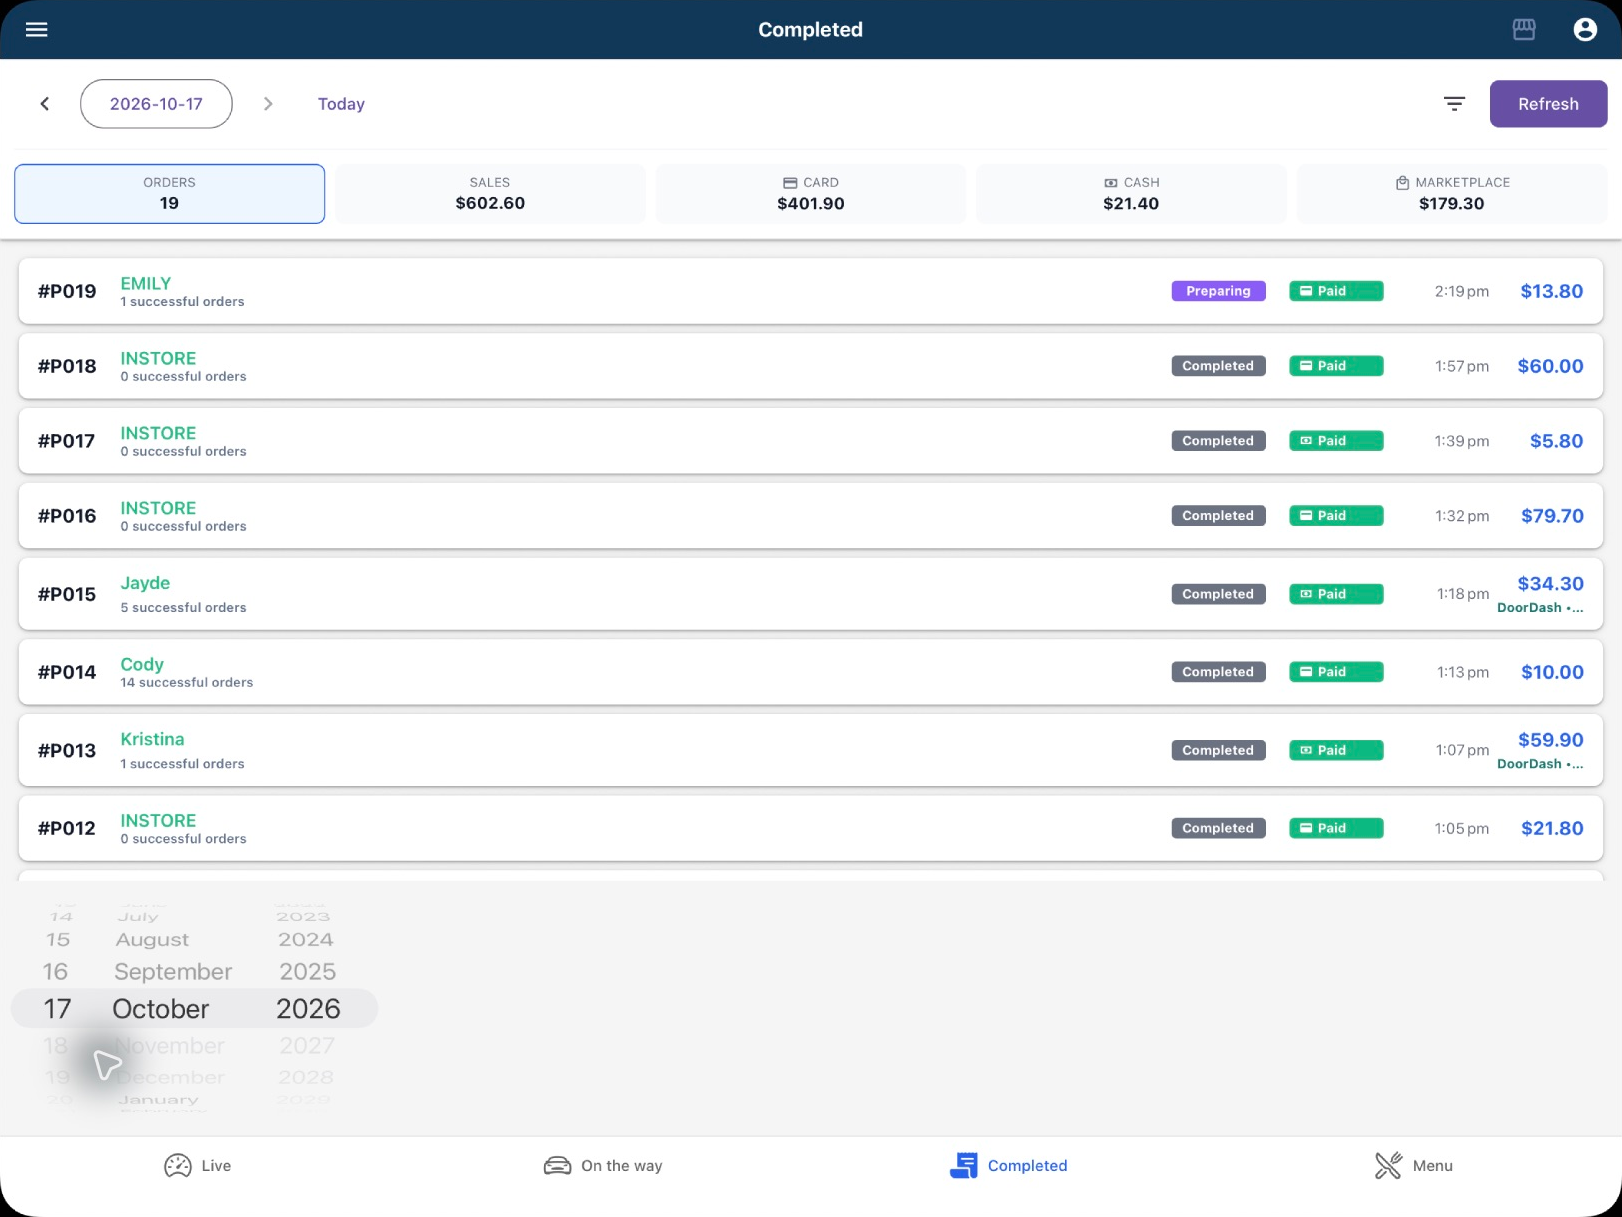 Completed
2026-10-17
Today
Refresh
ORDERS
19
SALES
$602.60
CARD
$401.90
CASH
$21.40
MARKETPLACE
$179.30
#P019
EMILY
1 successful orders
Preparing
Paid
2:19 pm
$13.80
#P018
INSTORE
0 successful orders
Completed
Paid
1:57 pm
$60.00
#P017
INSTORE
0 successful orders
Completed
Paid
1:39 pm
$5.80
#P016
INSTORE
0 successful orders
Completed
Paid
1:32 pm
$79.70
#P015
Jayde
5 successful orders
Completed
Paid
1:18 pm
$34.30
DoorDash •...
#P014
Cody
14 successful orders
Completed
Paid
1:13 pm
$10.00
#P013
Kristina
1 successful orders
Completed
Paid
1:07 pm
$59.90
DoorDash •...
#P012
INSTORE
0 successful orders
Completed
Paid
1:05 pm
$21.80
14 July 2023
15 August 2024
16 September 2025
17 October 2026
18 November 2027
19 December 2028
20 January 2029
Live
On the way
Completed
Menu